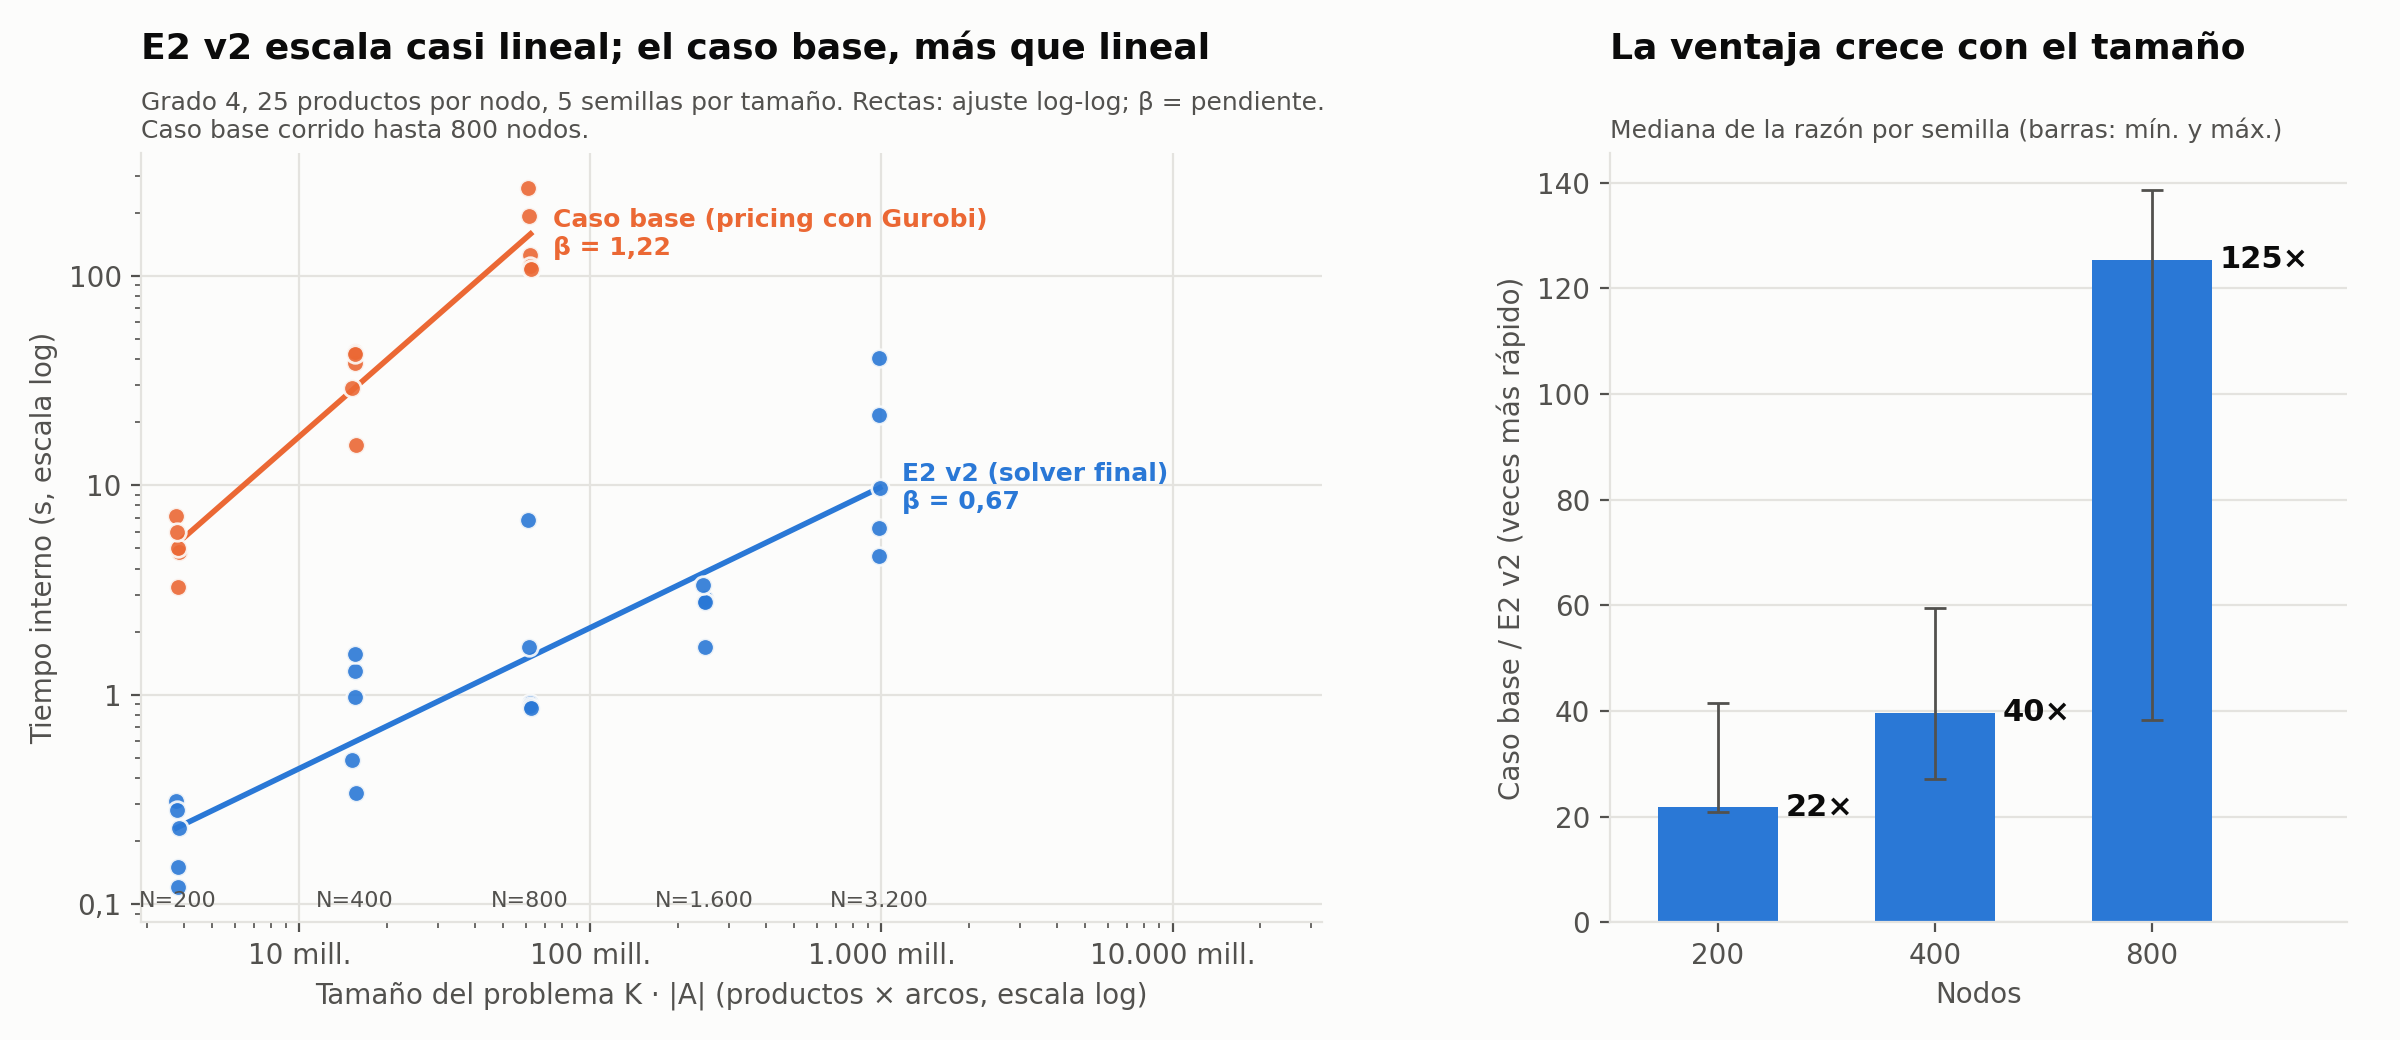 E2 v2 escala casi lineal; el caso base, más que lineal
Grado 4, 25 productos por nodo, 5 semillas por tamaño. Rectas: ajuste log-log; β = pendiente.
Caso base corrido hasta 800 nodos.
Tiempo interno (s, escala log)
100
10
1
0,1
Caso base (pricing con Gurobi)
β = 1,22
E2 v2 (solver final)
β = 0,67
N=200
N=400
N=800
N=1.600
N=3.200
10 mill.
100 mill.
1.000 mill.
10.000 mill.
Tamaño del problema K · |A| (productos × arcos, escala log)
La ventaja crece con el tamaño
Mediana de la razón por semilla (barras: mín. y máx.)
Caso base / E2 v2 (veces más rápido)
140
120
100
80
60
40
20
0
22×
40×
125×
200
400
800
Nodos